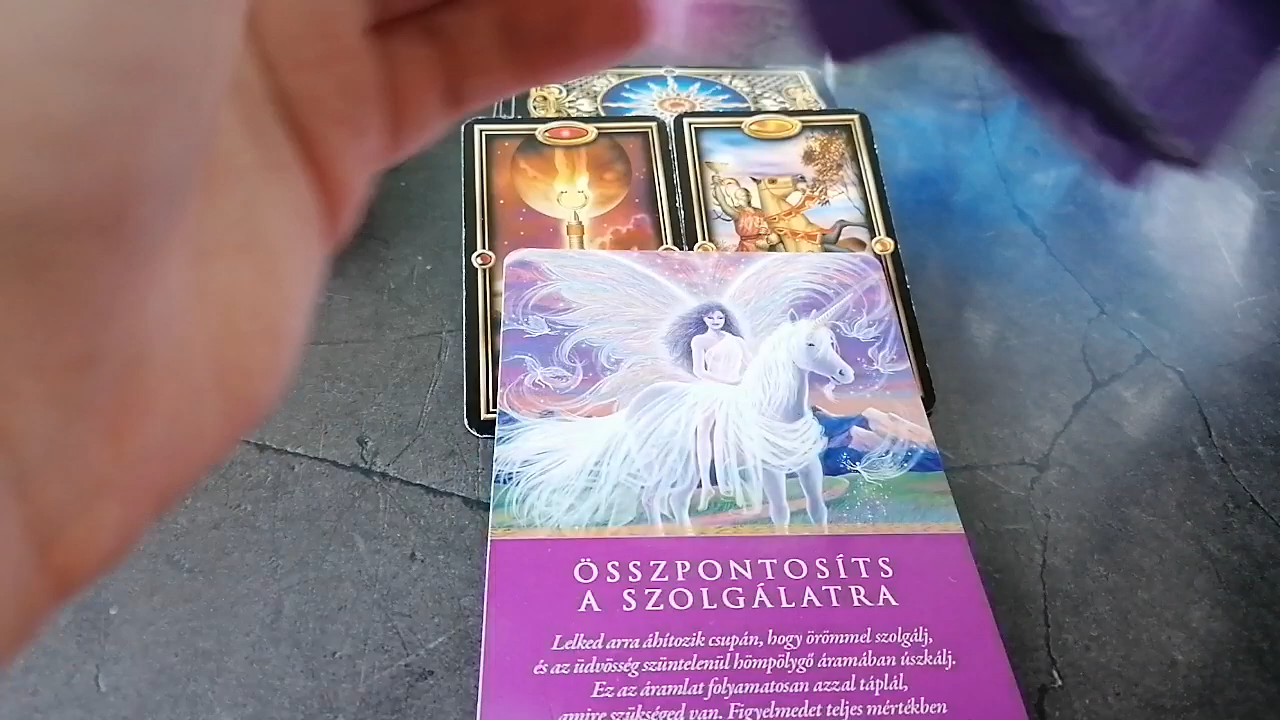 ÖSSZPONTOSÍTS
A SZOLGÁLATRA
Lelked arra áhítozik csupán, hogy örömmel szolgálj,
és az üdvösség szüntelenül hömpölygő áramában úszkálj.
Ez az áramlat folyamatosan azzal táplál,
amire szükséged van. Figyelmedet teljes mértékben